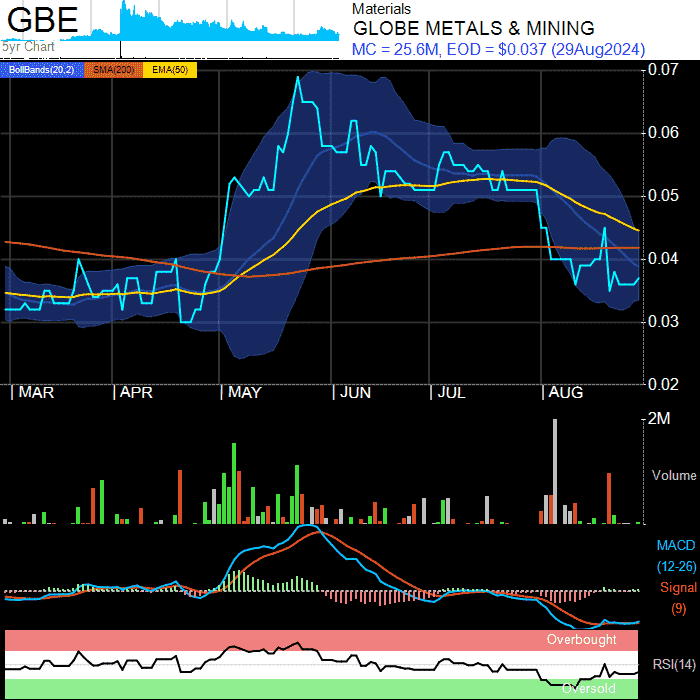 GBE
5yr Chart
Materials
GLOBE METALS & MINING
MC = 25.6M, EOD = $0.037 (29Aug2024)
BollBands(20,2) SMA(200) EMA(50)
0.07
0.06
0.05
0.04
0.03
0.02
MAR APR MAY JUN JUL AUG
2M
Volume
MACD
(12-26)
Signal
(9)
Overbought
RSI(14)
Oversold